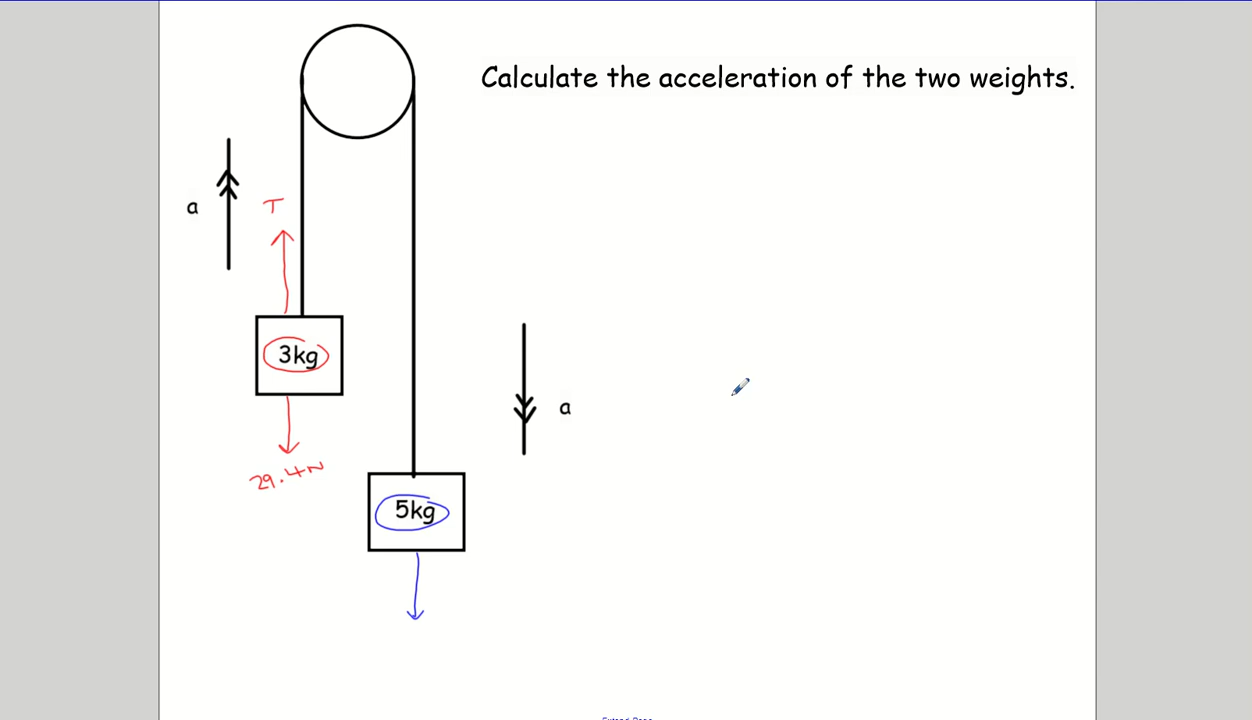 Calculate the acceleration of the two weights.
a
T
3kg
a
29.4N
5kg